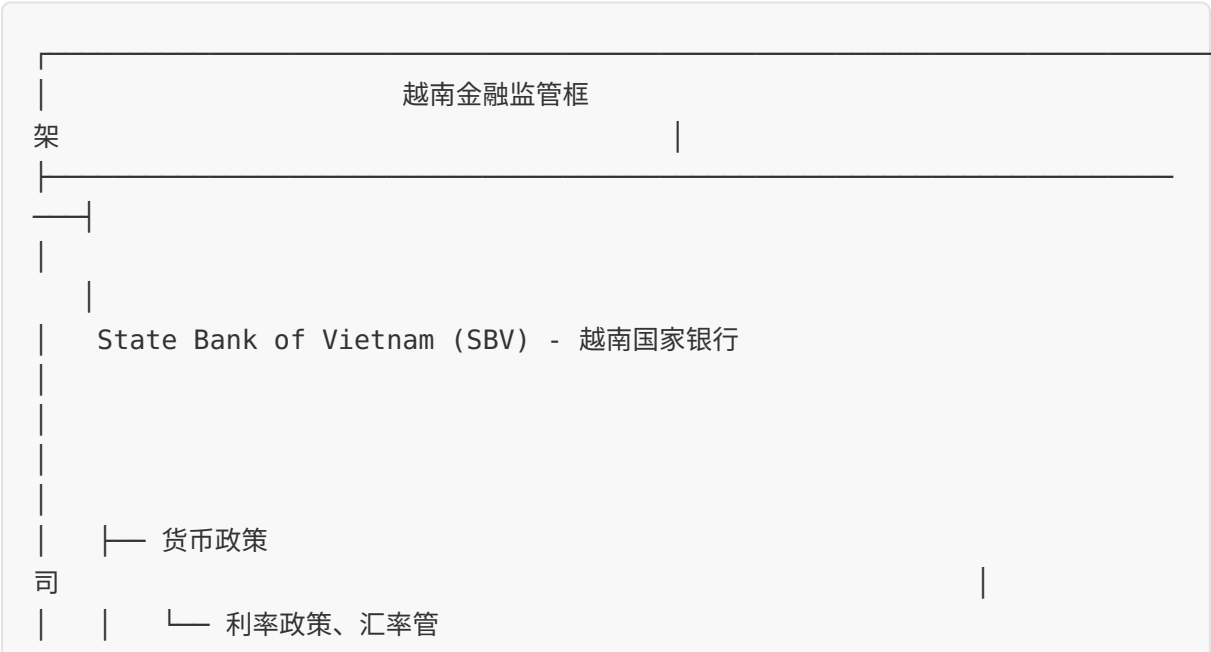 越南金融监管框
架
State Bank of Vietnam (SBV) - 越南国家银行
├── 货币政策
司
│ └── 利率政策、汇率管